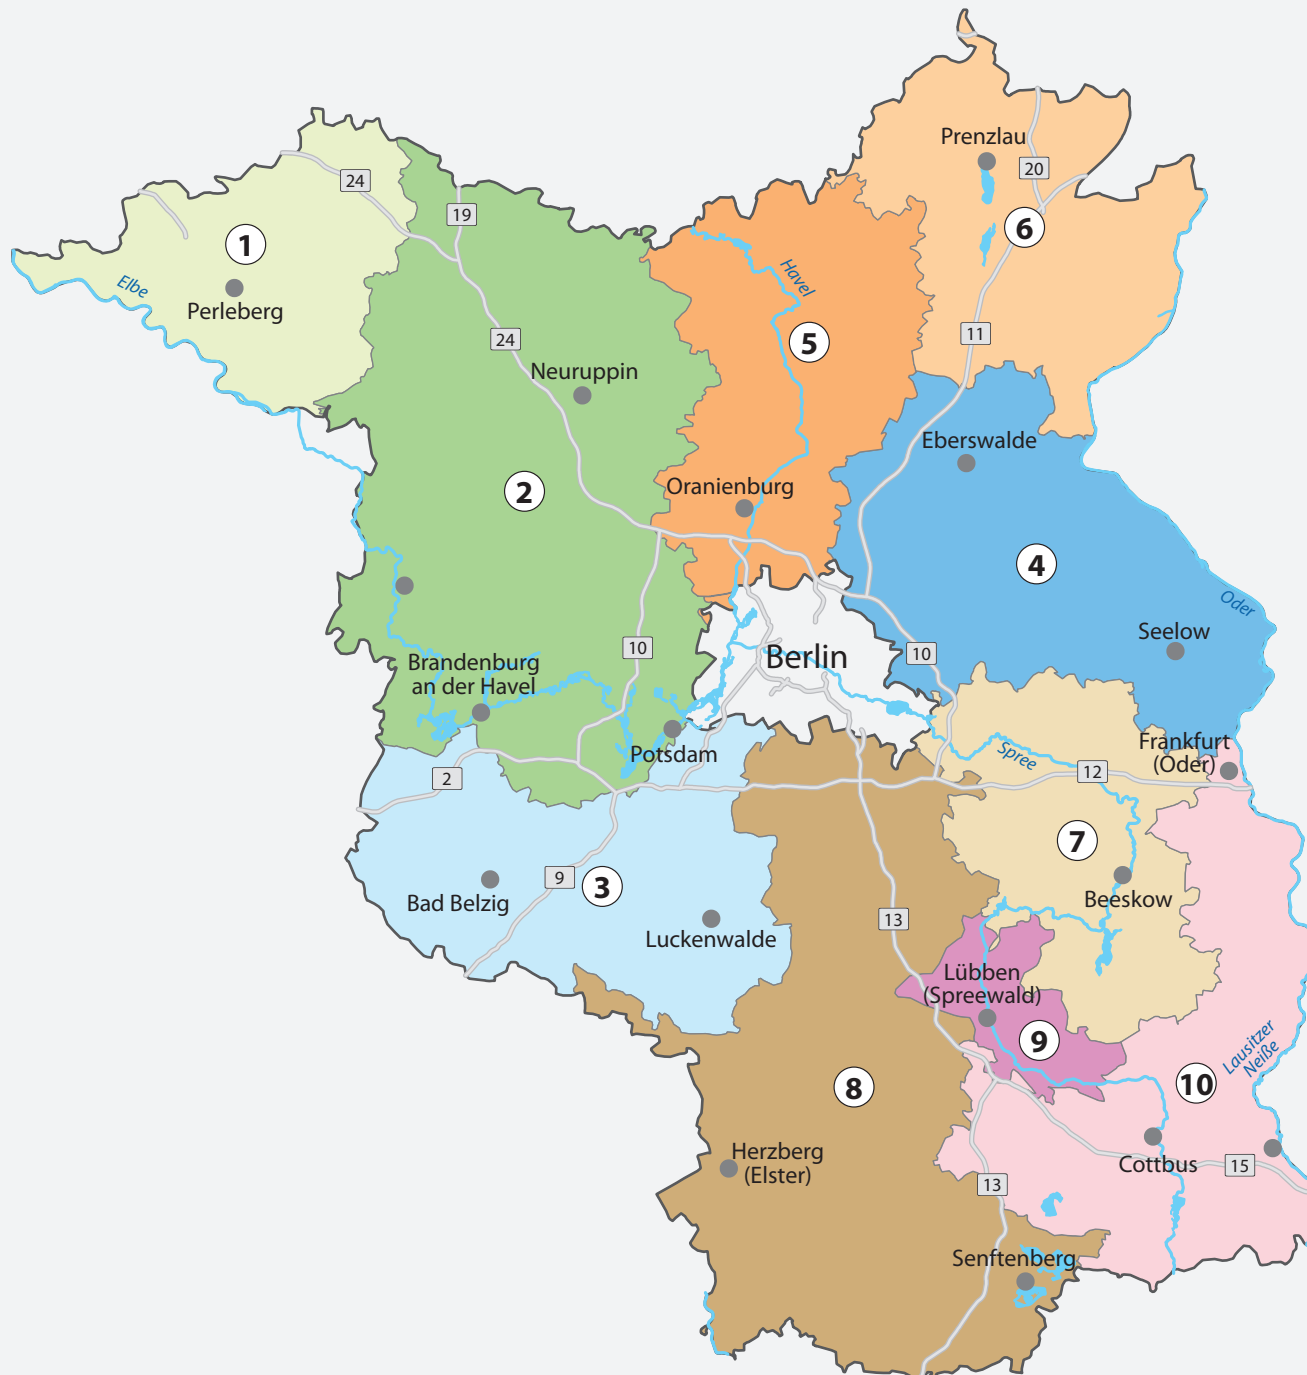 Prenzlau
20
24
19
6
1
Elbe
Havel
Perleberg
11
24
5
Neuruppin
Eberswalde
2
Oranienburg
4
Oder
Seelow
10
Berlin
10
Brandenburg
an der Havel
Potsdam
Spree
Frankfurt
(Oder)
2
12
7
9
3
Bad Belzig
Beeskow
13
Luckenwalde
Lübben
(Spreewald)
9
Lausitzer
Neiße
8
10
Herzberg
(Elster)
Cottbus
15
13
Senftenberg